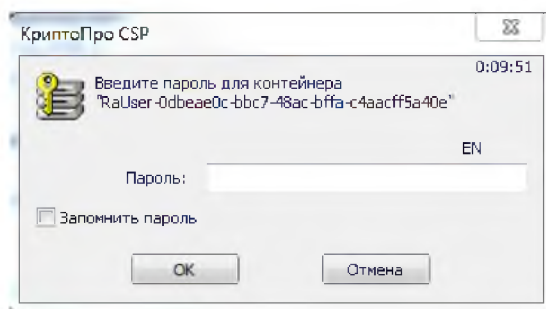 КриптоПро CSP
0:09:51
Введите пароль для контейнера
"RaUser-0dbeae0c-bbc7-48ac-bffa-c4aacff5a40e"
EN
Пароль:
Запомнить пароль
OK
Отмена